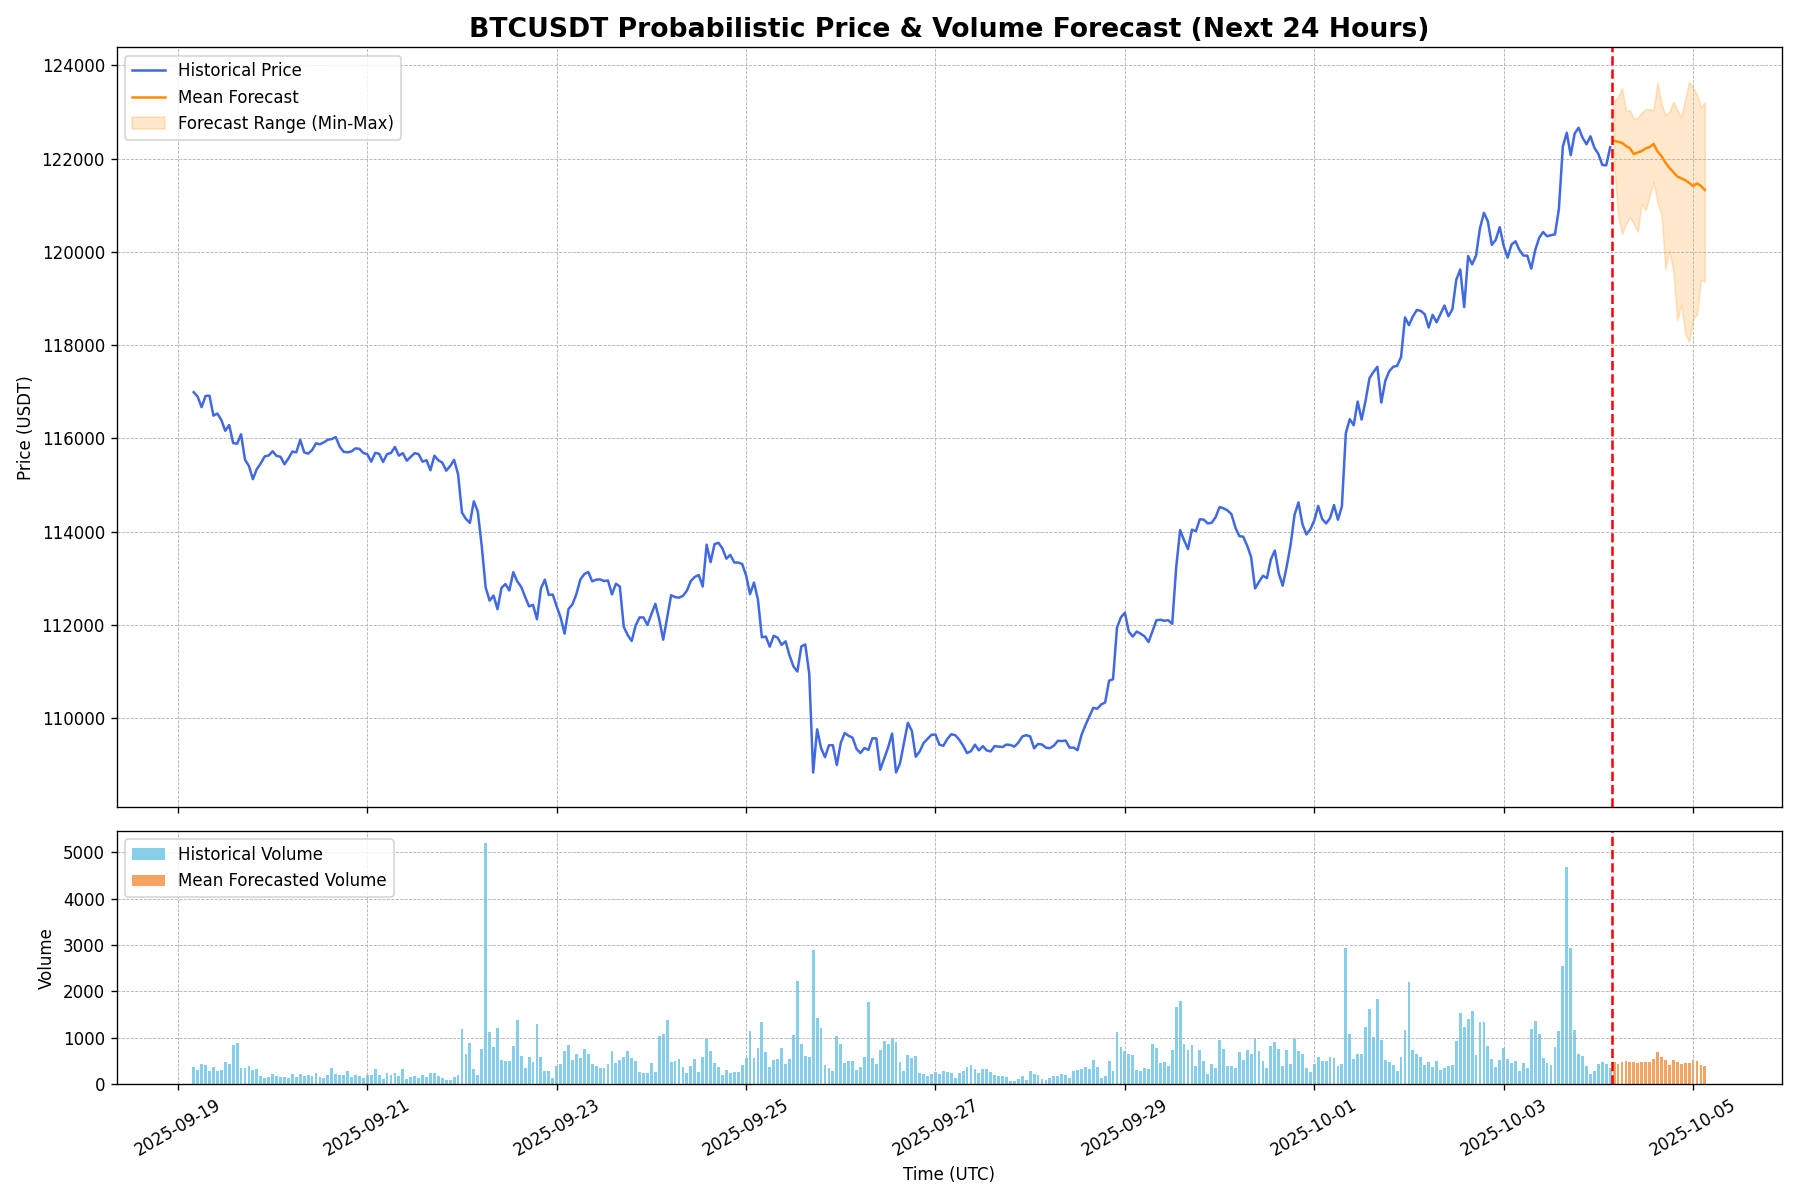 BTCUSDT Probabilistic Price & Volume Forecast (Next 24 Hours)
Historical Price
Mean Forecast
Forecast Range (Min-Max)
124000
122000
120000
118000
116000
114000
112000
110000
Price (USDT)
Historical Volume
Mean Forecasted Volume
5000
4000
3000
2000
1000
0
Volume
2025-09-19
2025-09-21
2025-09-23
2025-09-25
2025-09-27
2025-09-29
2025-10-01
2025-10-03
2025-10-05
Time (UTC)